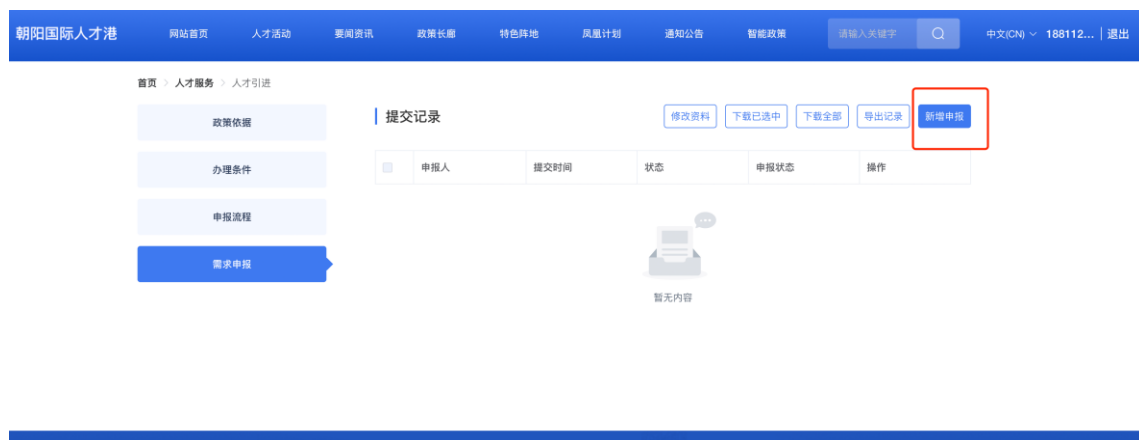 朝阳国际人才港 网站首页 人才活动 要闻资讯 政策长廊 特色阵地 凤凰计划 通知公告 智能政策 请输入关键字 中文(CN) 188112... | 退出
首页 > 人才服务 > 人才引进
政策依据
办理条件
申报流程
需求申报
提交记录 修改资料 下载已选中 下载全部 导出记录 新增申报
申报人 提交时间 状态 申报状态 操作
暂无内容